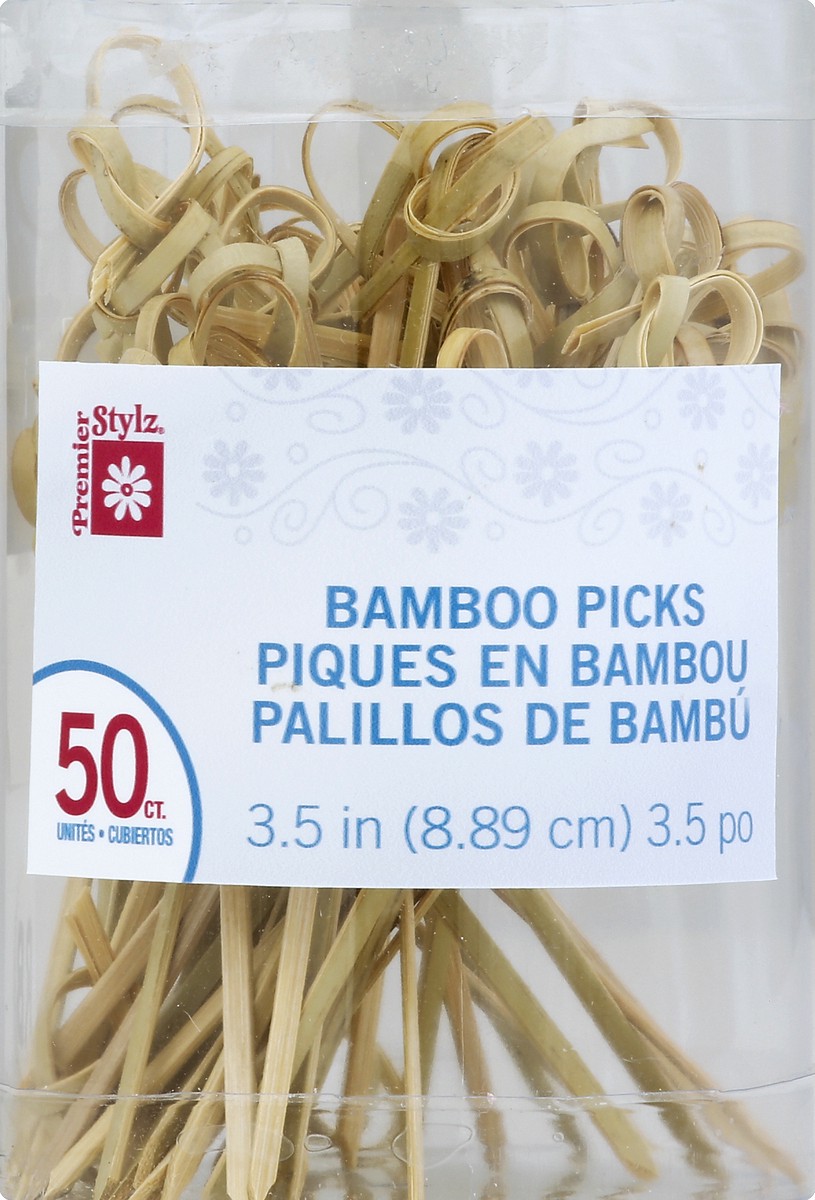 Premier
Stylz®
BAMBOO PICKS
PIQUES EN BAMBOU
PALILLOS DE BAMBÚ
50 CT.
UNITÉS • CUBIERTOS
3.5 in (8.89 cm) 3.5 po